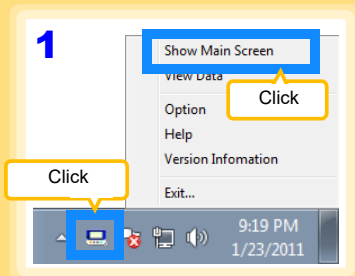 1
Show Main Screen
View Data
Click
Option
Help
Version Infomation
Click
Exit...
9:19 PM
1/23/2011